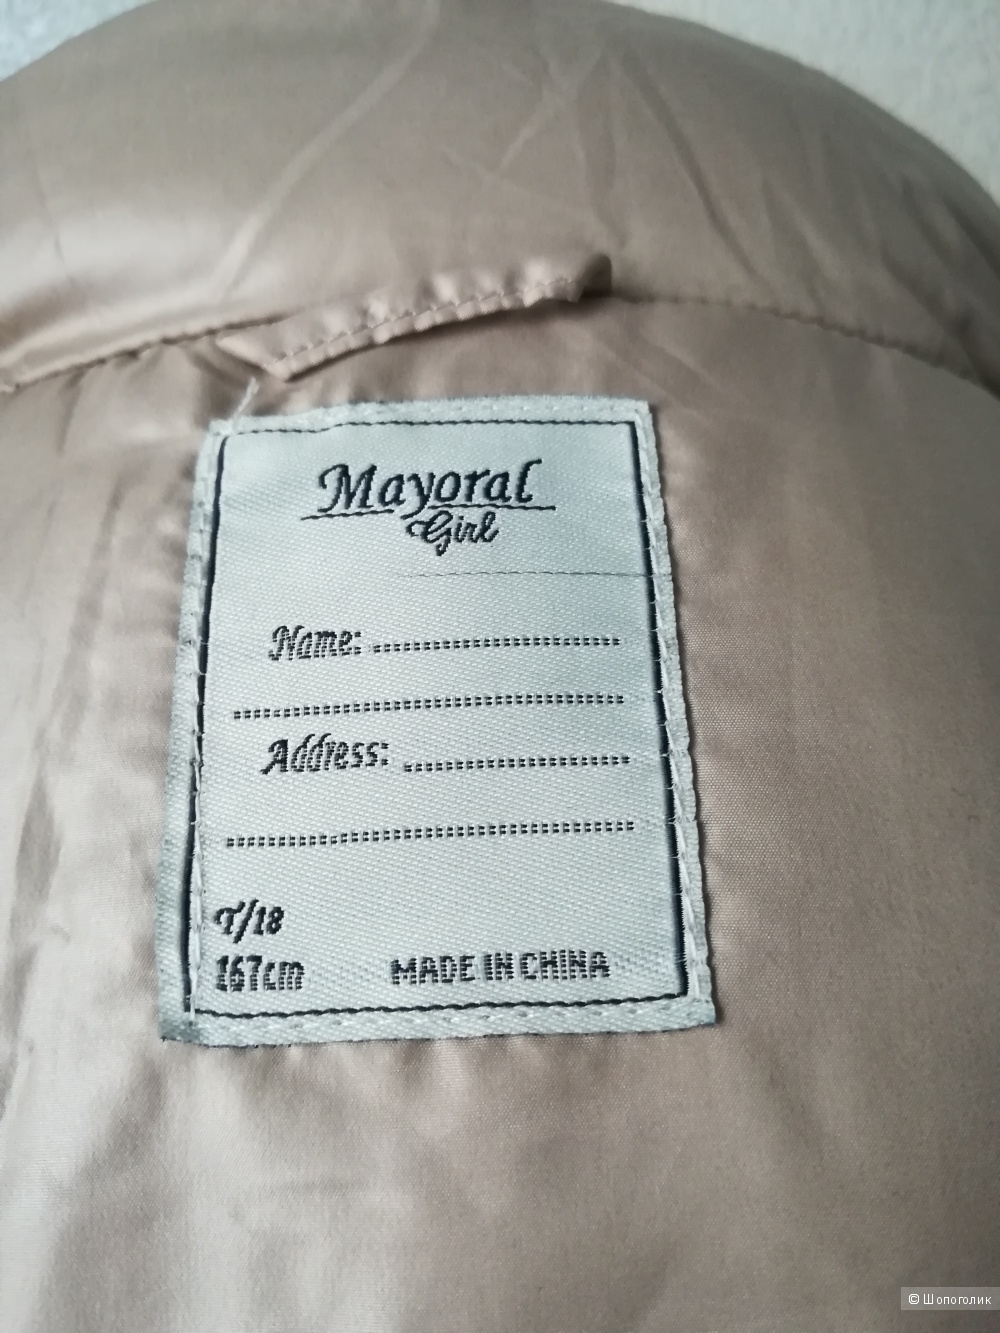 Mayoral
Girl
Name:
Address:
T/18
167cm MADE IN CHINA
© Шопоголик